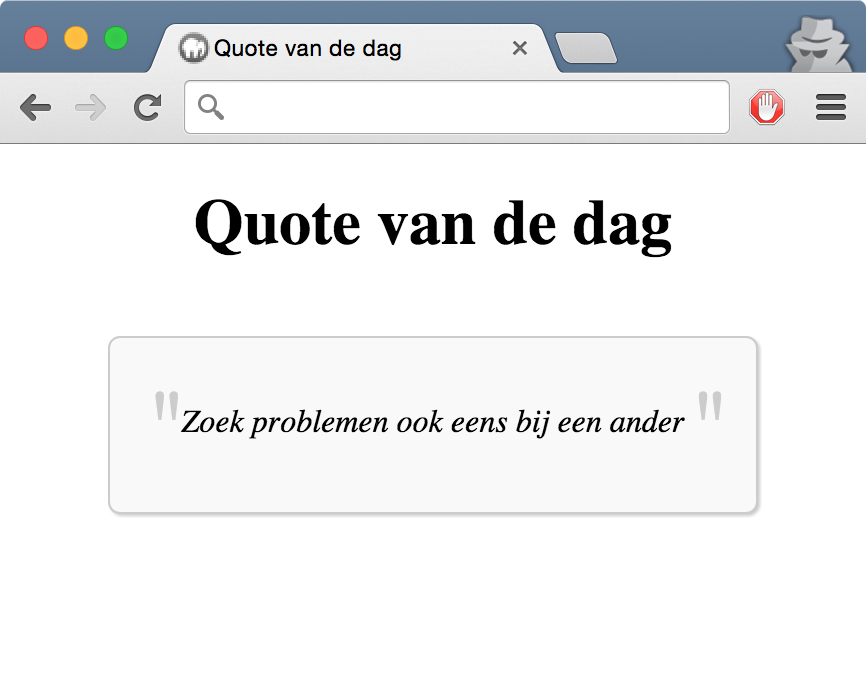 Quote van de dag
Quote van de dag
"Zoek problemen ook eens bij een ander "